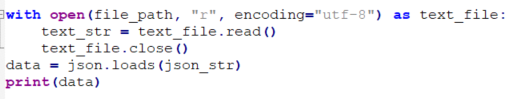 with open(file_path, "r", encoding="utf-8") as text_file:
    text_str = text_file.read()
    text_file.close()
data = json.loads(json_str)
print(data)